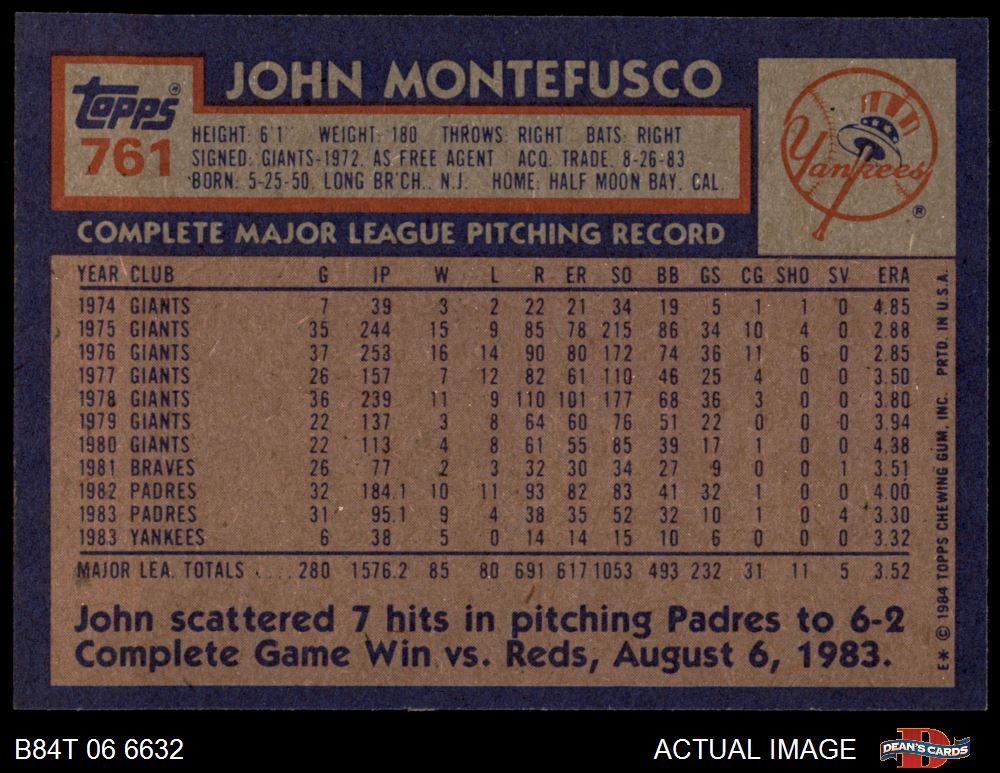 JOHN MONTEFUSCO
Topps®
761
HEIGHT: 6'1" WEIGHT: 180 THROWS: RIGHT BATS: RIGHT
SIGNED: GIANTS-1972, AS FREE AGENT ACQ: TRADE, 8-26-83
BORN: 5-25-50, LONG BR'CH., N.J. HOME: HALF MOON BAY, CAL.
Yankees ®
COMPLETE MAJOR LEAGUE PITCHING RECORD
YEAR CLUB G IP W L R ER SO BB GS CG SHO SV ERA
1974 GIANTS 7 39 3 2 22 21 34 19 5 1 1 0 4.85
1975 GIANTS 35 244 15 9 85 78 215 86 34 10 4 0 2.88
1976 GIANTS 37 253 16 14 90 80 172 74 36 11 6 0 2.85
1977 GIANTS 26 157 7 12 82 61 110 46 25 4 0 0 3.50
1978 GIANTS 36 239 11 9 110 101 177 68 36 3 0 0 3.80
1979 GIANTS 22 137 3 8 64 60 76 51 22 0 0 0 3.94
1980 GIANTS 22 113 4 8 61 55 85 39 17 1 0 0 4.38
1981 BRAVES 26 77 2 3 32 30 34 27 9 0 0 1 3.51
1982 PADRES 32 184.1 10 11 93 82 83 41 32 1 0 0 4.00
1983 PADRES 31 95.1 9 4 38 35 52 32 10 1 0 4 3.30
1983 YANKEES 6 38 5 0 14 14 15 10 6 0 0 0 3.32
MAJOR LEA. TOTALS .... 280 1576.2 85 80 691 617 1053 493 232 31 11 5 3.52
John scattered 7 hits in pitching Padres to 6-2
Complete Game Win vs. Reds, August 6, 1983.
E* © 1984 TOPPS CHEWING GUM, INC. PRTD. IN U.S.A.
B84T 06 6632
ACTUAL IMAGE
DEAN'S CARDS